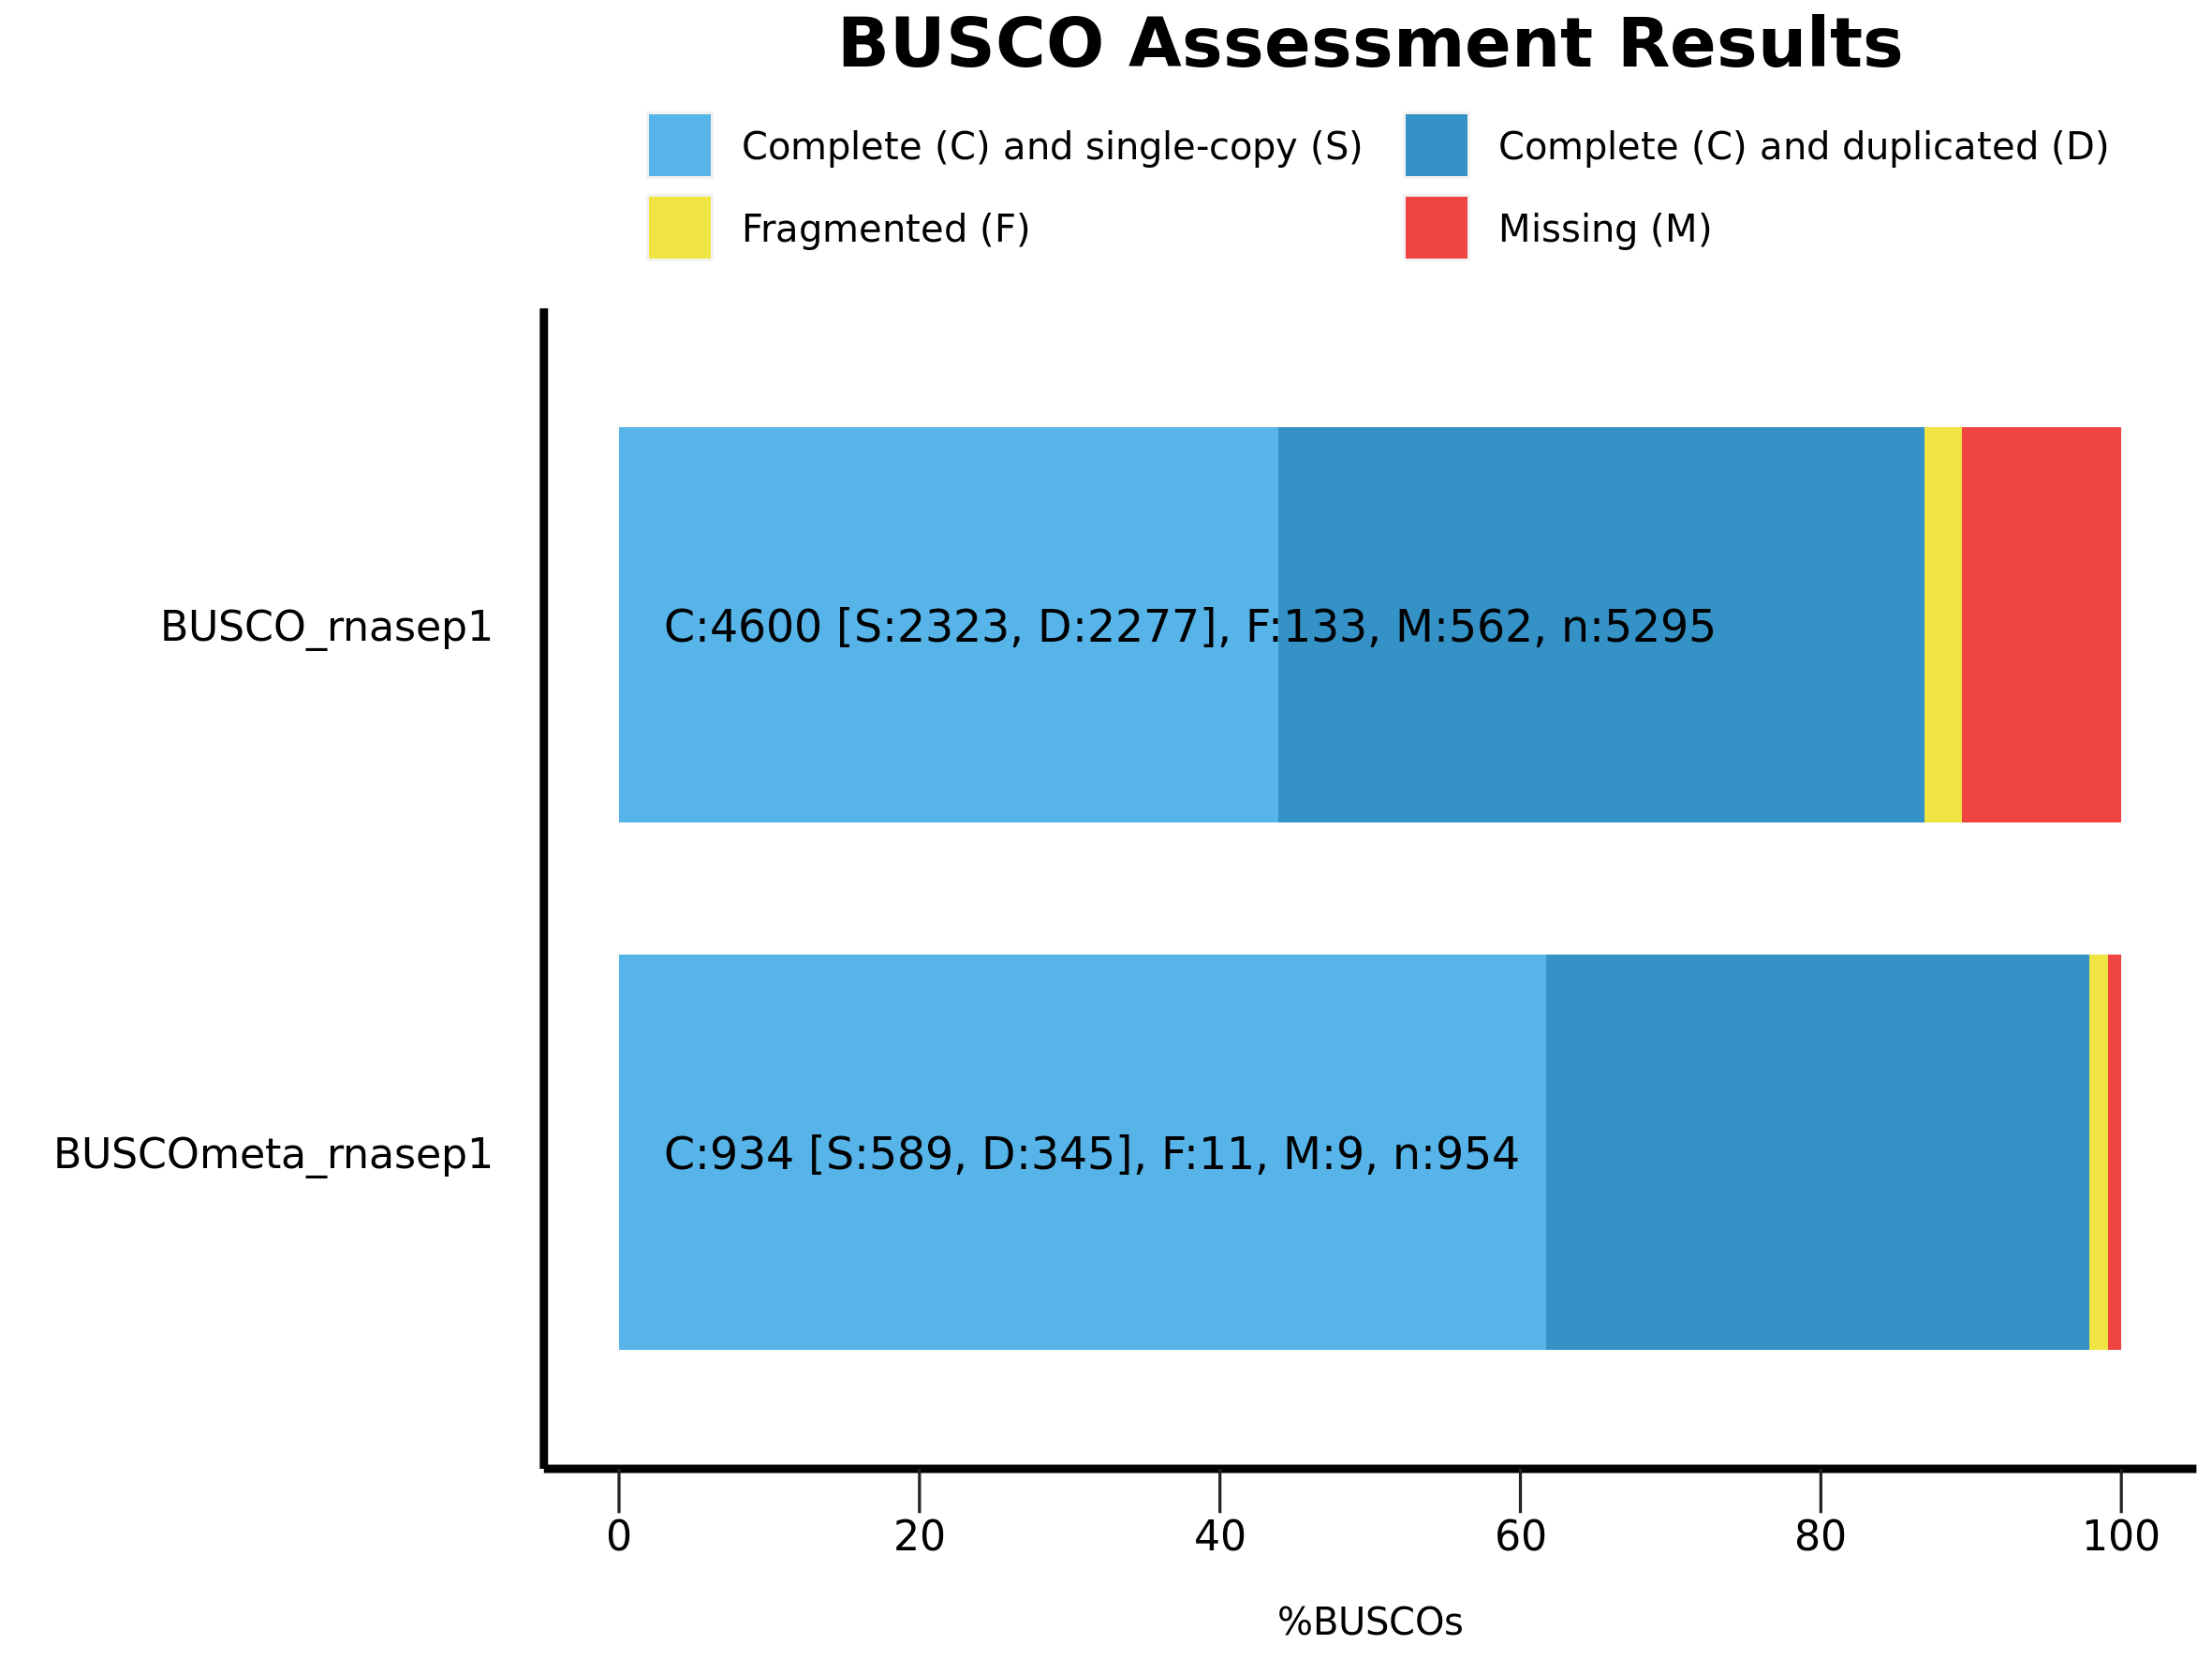 BUSCO Assessment Results
Complete (C) and single-copy (S)
Complete (C) and duplicated (D)
Fragmented (F)
Missing (M)
BUSCO_rnasep1
C:4600 [S:2323, D:2277], F:133, M:562, n:5295
BUSCOmeta_rnasep1
C:934 [S:589, D:345], F:11, M:9, n:954
0 20 40 60 80 100
%BUSCOs